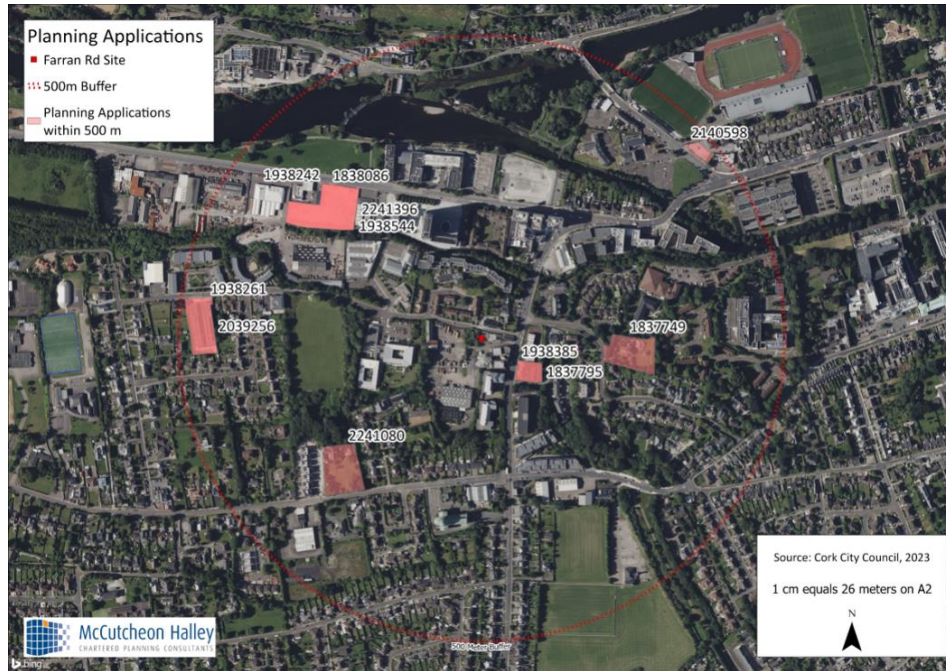 Planning Applications
Farran Rd Site
500m Buffer
Planning Applications
within 500 m
2140598
1938242
1838086
2241396
1938544
1938261
2039256
1837749
1938385
1837795
2241080
Source: Cork City Council, 2023
1 cm equals 26 meters on A2
N
McCutcheon Halley
CHARTERED PLANNING CONSULTANTS
500 Meter Buffer
bing